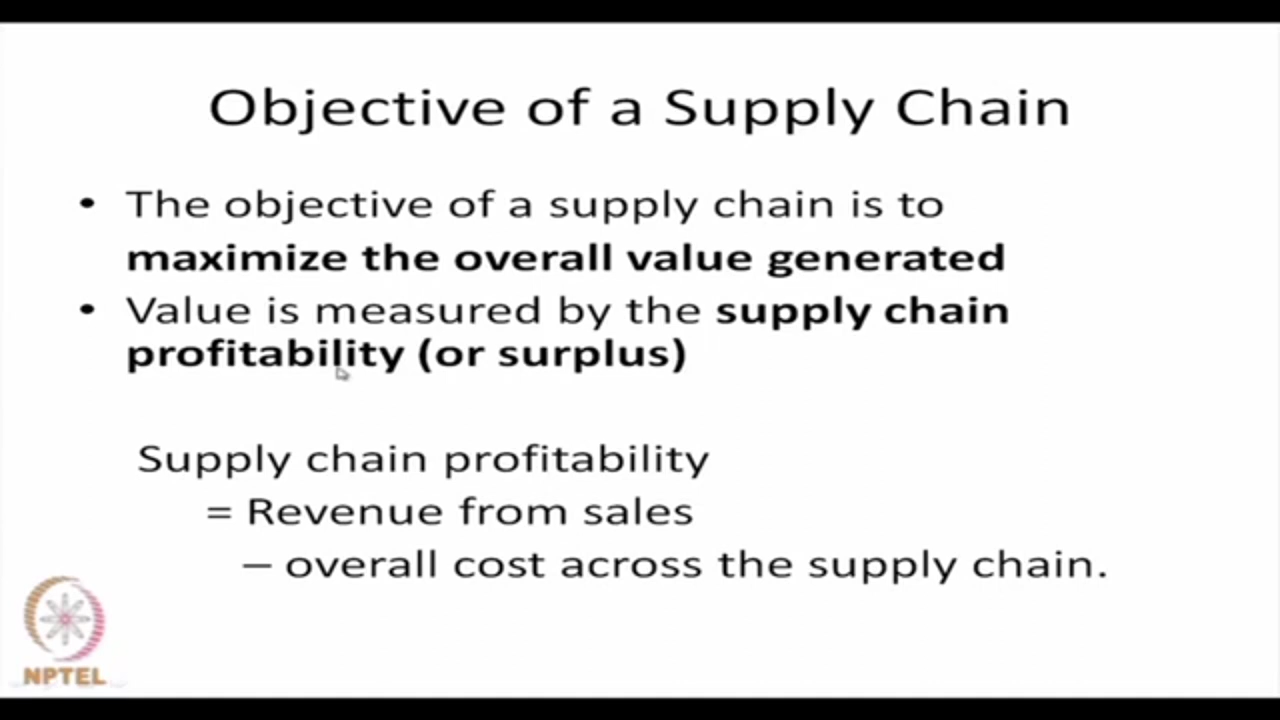 Objective of a Supply Chain
• The objective of a supply chain is to
maximize the overall value generated
• Value is measured by the supply chain
profitability (or surplus)
Supply chain profitability
= Revenue from sales
– overall cost across the supply chain.
NPTEL